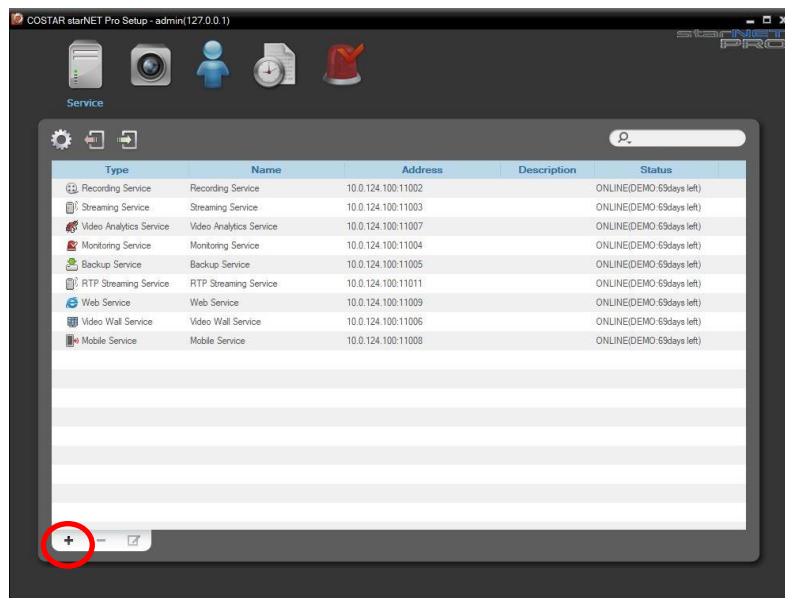 COSTAR starNET Pro Setup - admin(127.0.0.1)
starNET
PRO
Service
Type Name Address Description Status
Recording Service Recording Service 10.0.124.100:11002 ONLINE(DEMO:69days left)
Streaming Service Streaming Service 10.0.124.100:11003 ONLINE(DEMO:69days left)
Video Analytics Service Video Analytics Service 10.0.124.100:11007 ONLINE(DEMO:69days left)
Monitoring Service Monitoring Service 10.0.124.100:11004 ONLINE(DEMO:69days left)
Backup Service Backup Service 10.0.124.100:11005 ONLINE(DEMO:69days left)
RTP Streaming Service RTP Streaming Service 10.0.124.100:11011 ONLINE(DEMO:69days left)
Web Service Web Service 10.0.124.100:11009 ONLINE(DEMO:69days left)
Video Wall Service Video Wall Service 10.0.124.100:11006 ONLINE(DEMO:69days left)
Mobile Service Mobile Service 10.0.124.100:11008 ONLINE(DEMO:69days left)